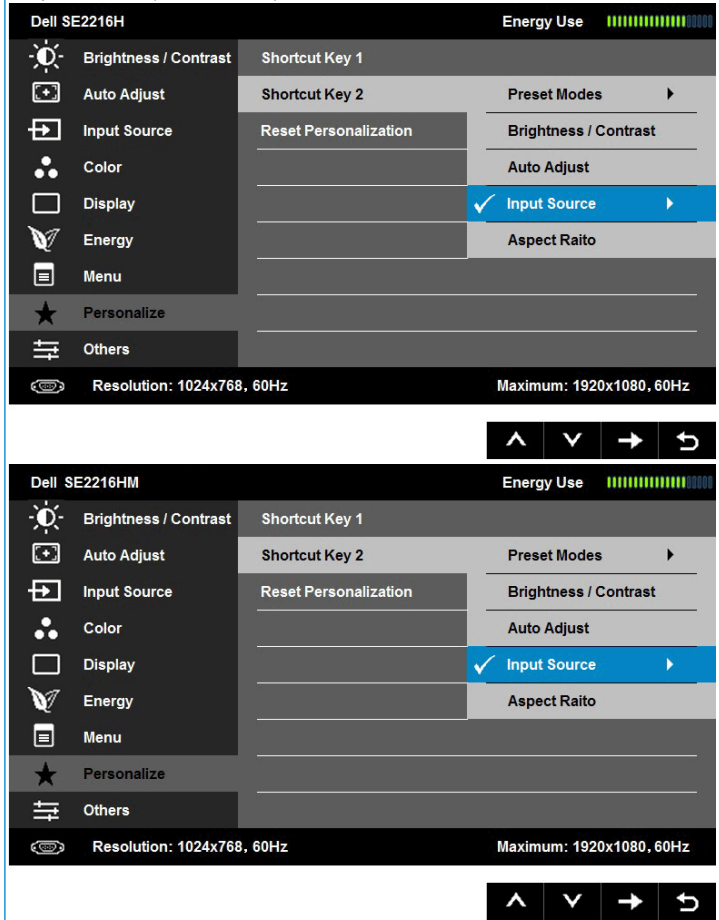 Dell SE2216H Energy Use
Brightness / Contrast Shortcut Key 1
Auto Adjust Shortcut Key 2 Preset Modes
Input Source Reset Personalization Brightness / Contrast
Color Auto Adjust
Display Input Source
Energy Aspect Raito
Menu
Personalize
Others
Resolution: 1024x768, 60Hz Maximum: 1920x1080, 60Hz
Dell SE2216HM Energy Use
Brightness / Contrast Shortcut Key 1
Auto Adjust Shortcut Key 2 Preset Modes
Input Source Reset Personalization Brightness / Contrast
Color Auto Adjust
Display Input Source
Energy Aspect Raito
Menu
Personalize
Others
Resolution: 1024x768, 60Hz Maximum: 1920x1080, 60Hz